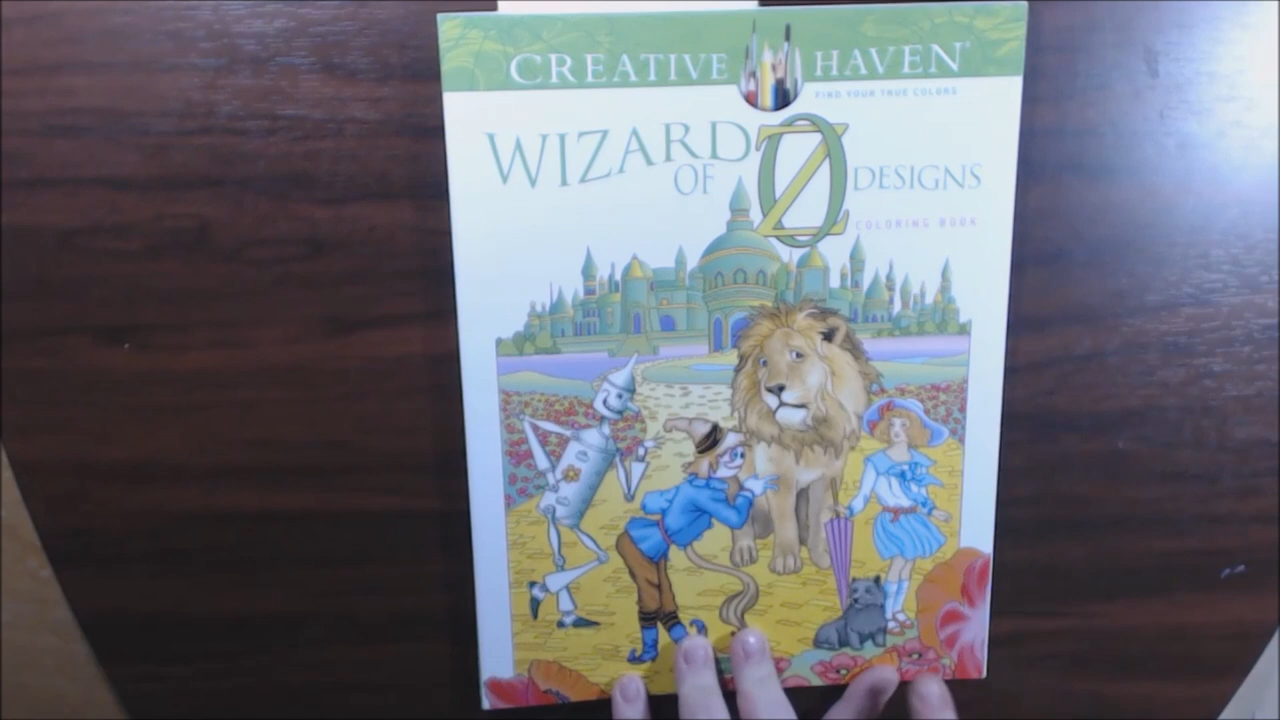 CREATIVE HAVEN®
FIND YOUR TRUE COLORS
WIZARD
OF OZ DESIGNS
COLORING BOOK